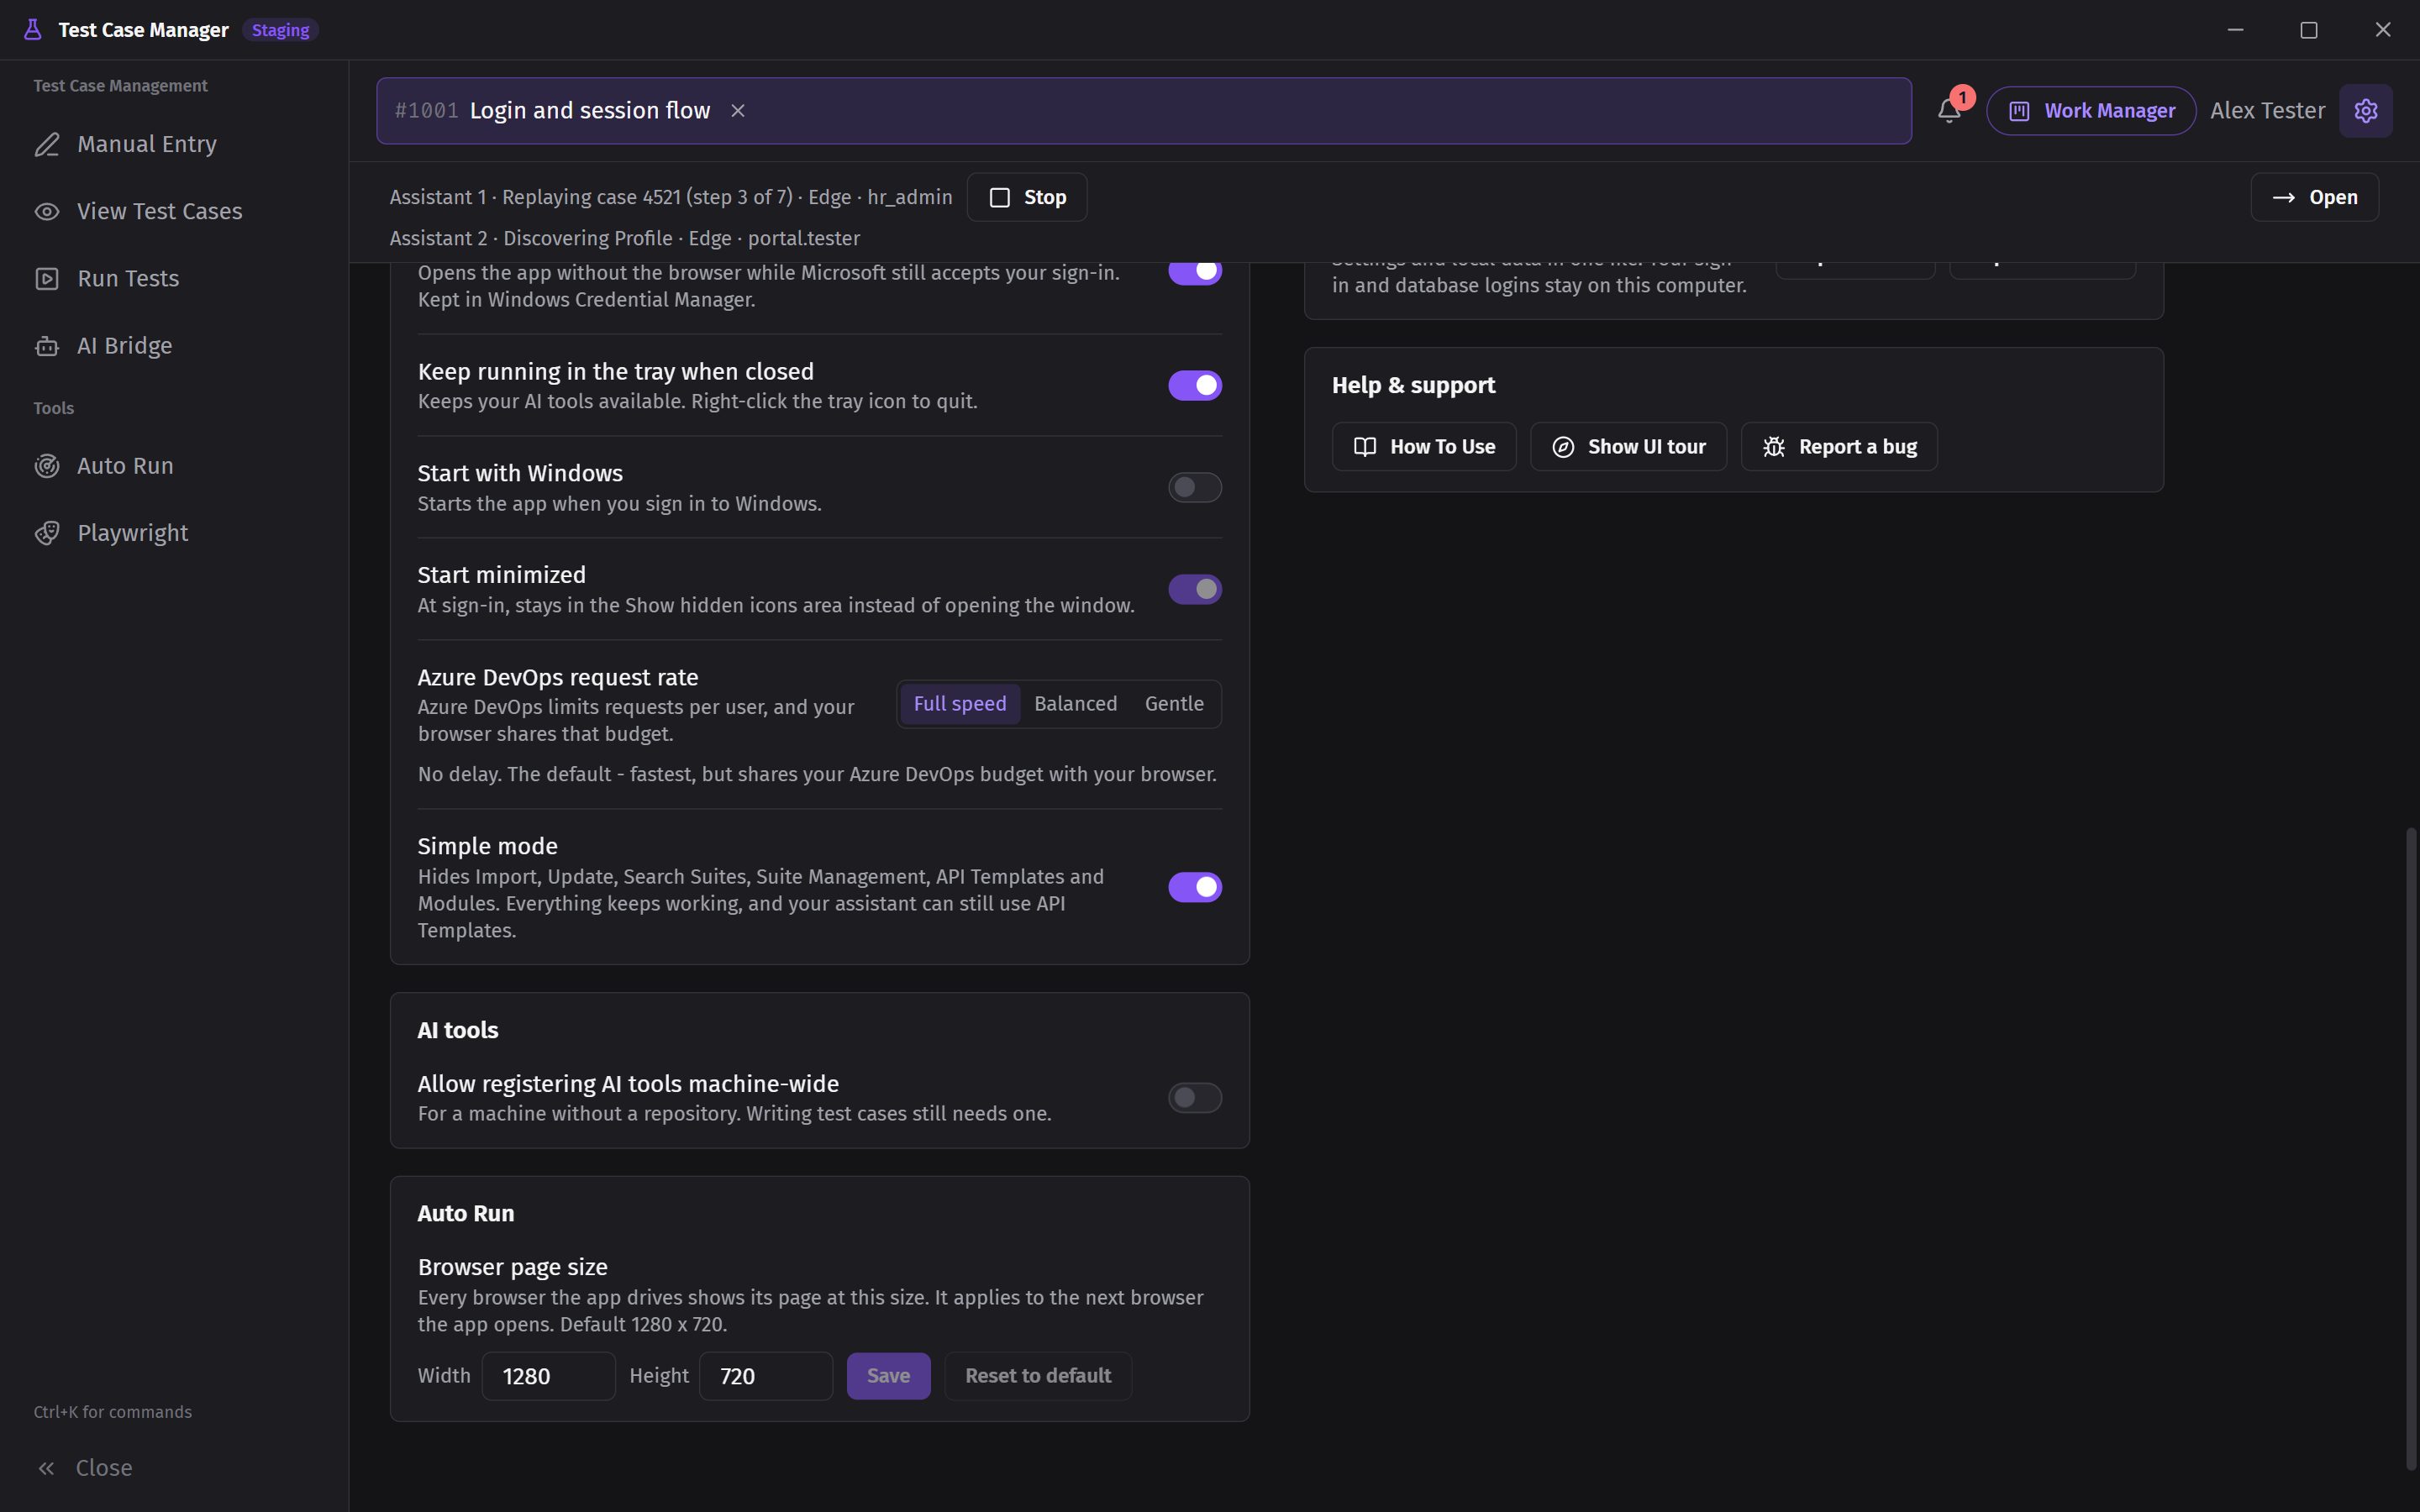 Test Case Manager Staging
Test Case Management
Manual Entry
View Test Cases
Run Tests
AI Bridge
Tools
Auto Run
Playwright
Ctrl+K for commands
Close
#1001 Login and session flow
1
Work Manager
Alex Tester
Assistant 1 · Replaying case 4521 (step 3 of 7) · Edge · hr_admin
Stop
Open
Assistant 2 · Discovering Profile · Edge · portal.tester
Opens the app without the browser while Microsoft still accepts your sign-in.
Kept in Windows Credential Manager.
Keep running in the tray when closed
Keeps your AI tools available. Right-click the tray icon to quit.
Start with Windows
Starts the app when you sign in to Windows.
Start minimized
At sign-in, stays in the Show hidden icons area instead of opening the window.
Azure DevOps request rate
Azure DevOps limits requests per user, and your
browser shares that budget.
Full speed Balanced Gentle
No delay. The default - fastest, but shares your Azure DevOps budget with your browser.
Simple mode
Hides Import, Update, Search Suites, Suite Management, API Templates and
Modules. Everything keeps working, and your assistant can still use API
Templates.
AI tools
Allow registering AI tools machine-wide
For a machine without a repository. Writing test cases still needs one.
Auto Run
Browser page size
Every browser the app drives shows its page at this size. It applies to the next browser
the app opens. Default 1280 x 720.
Width 1280 Height 720 Save Reset to default
in and database logins stay on this computer.
Help & support
How To Use Show UI tour Report a bug